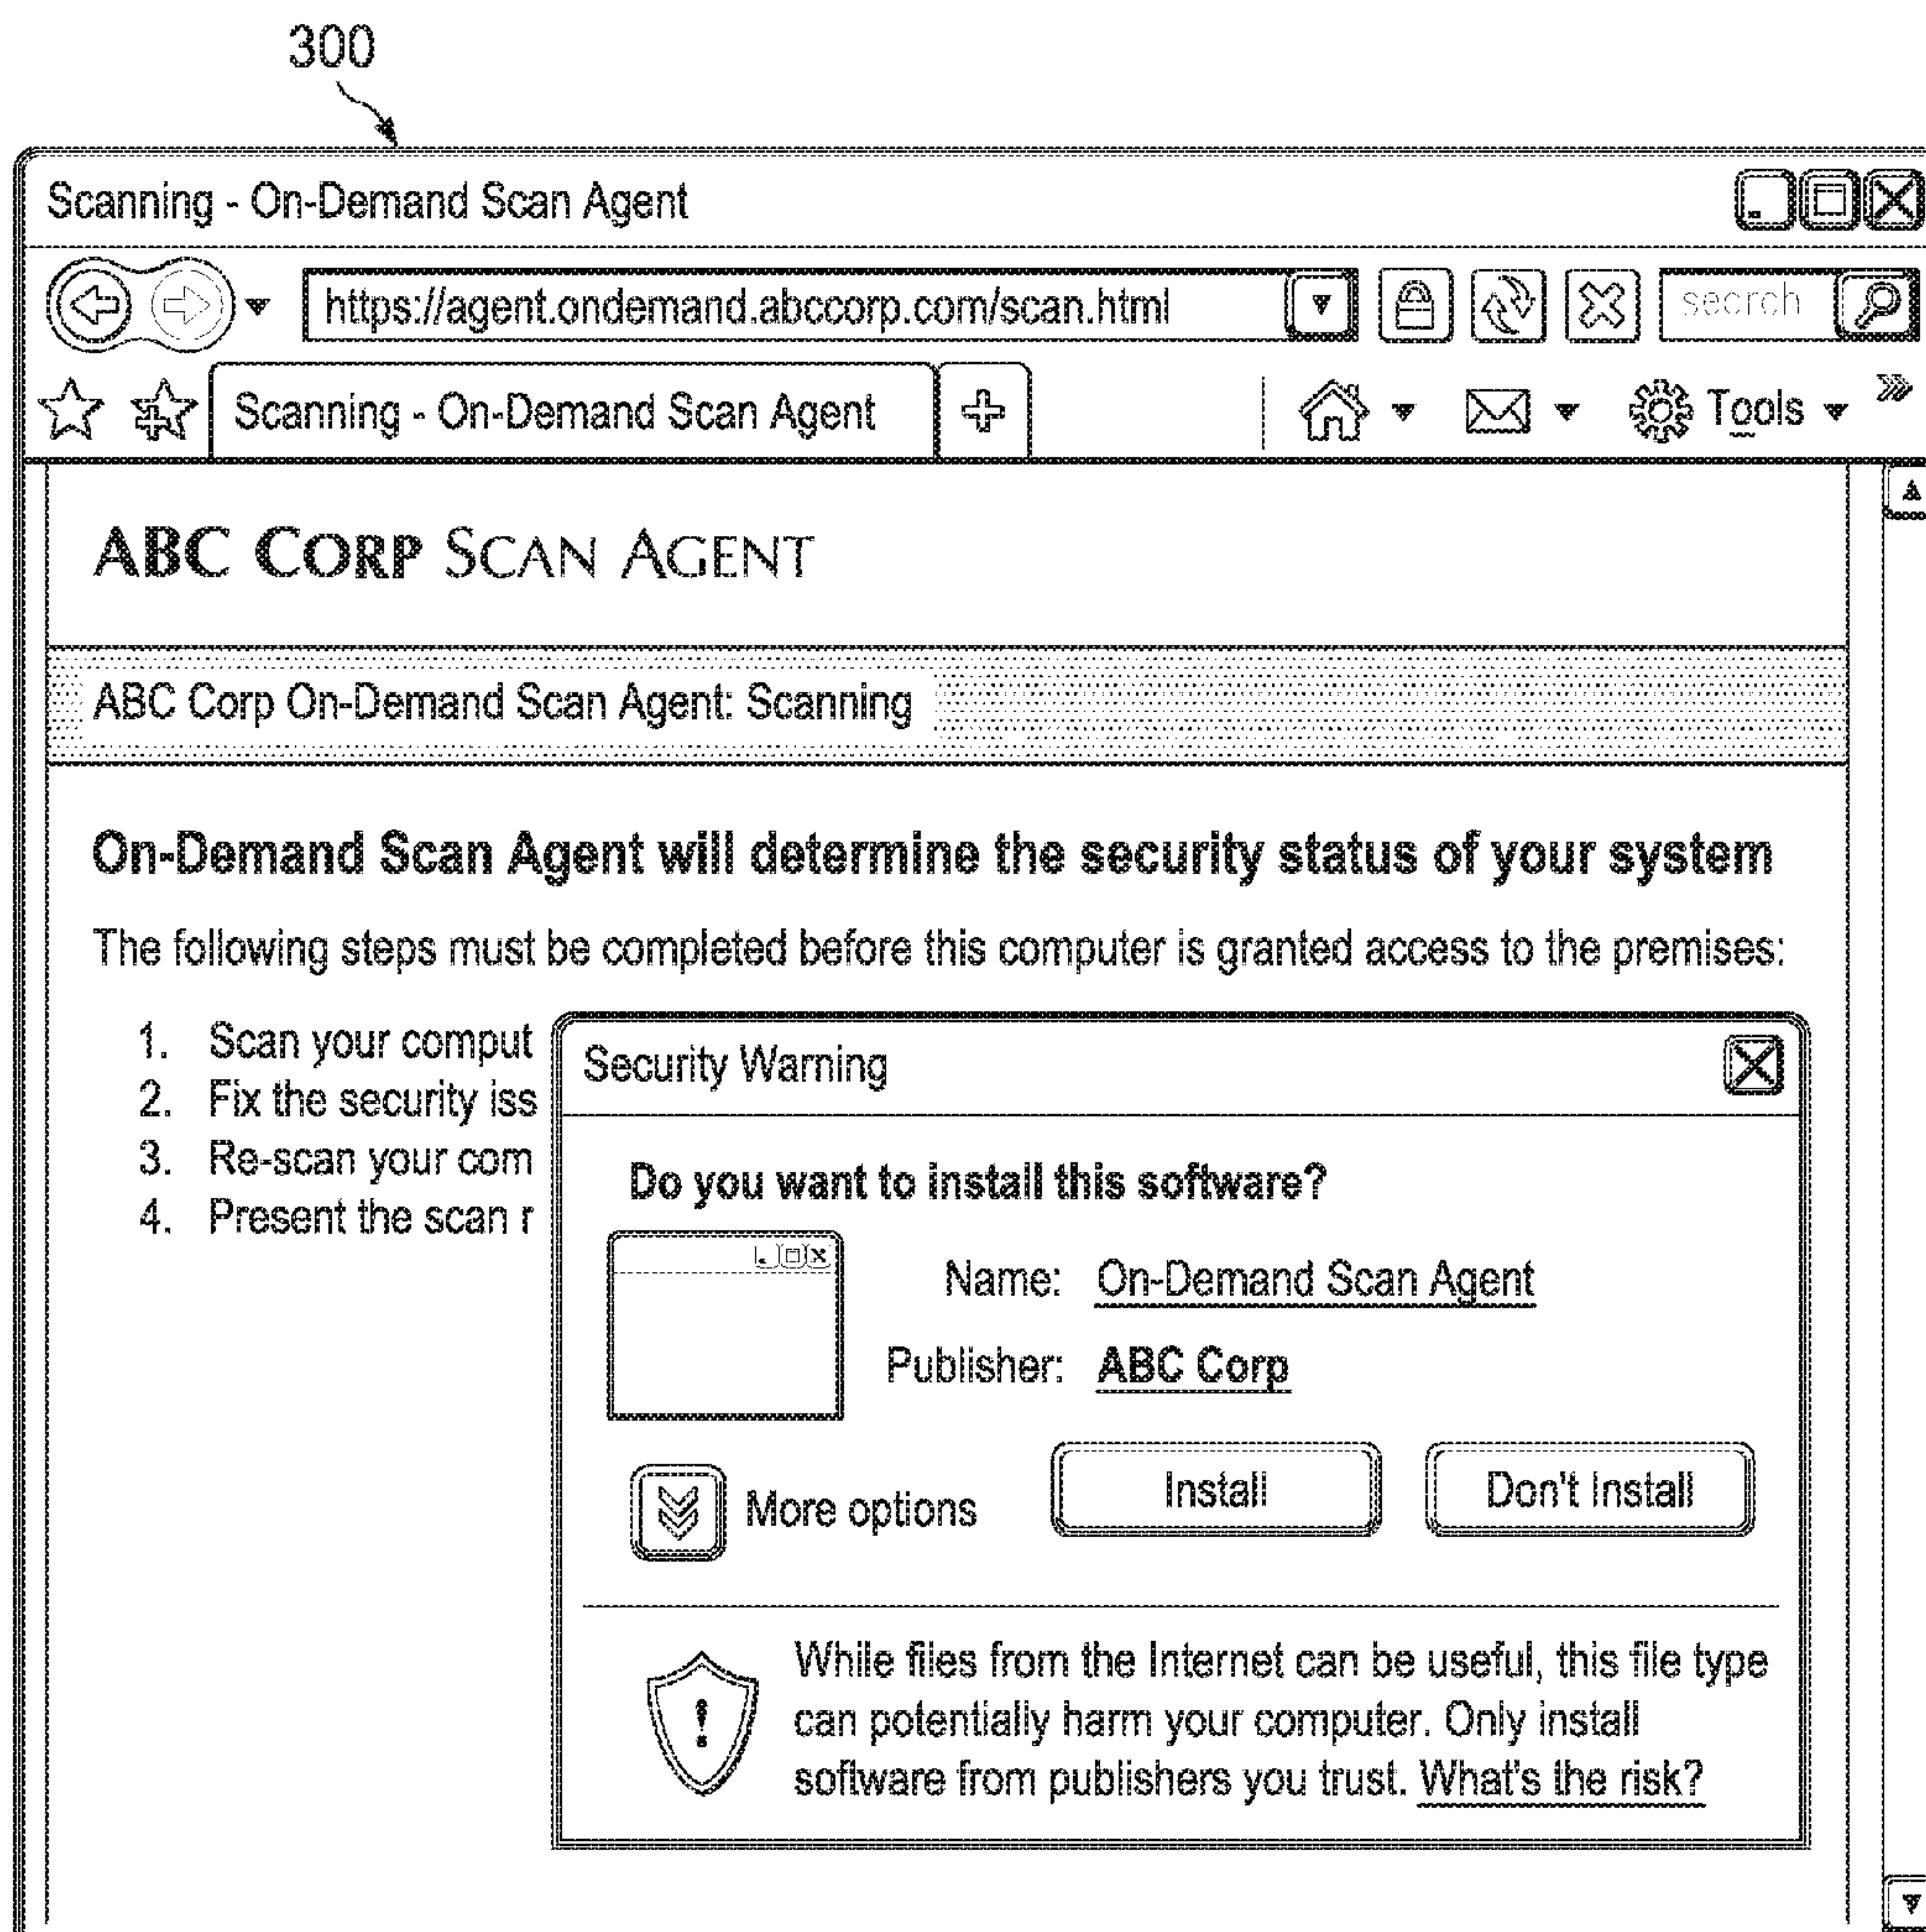 300
Scanning - On-Demand Scan Agent
https://agent.ondemand.abccorp.com/scan.html
search
Scanning - On-Demand Scan Agent
Tools
ABC CORP SCAN AGENT
ABC Corp On-Demand Scan Agent: Scanning
On-Demand Scan Agent will determine the security status of your system
The following steps must be completed before this computer is granted access to the premises:
1. Scan your comput
2. Fix the security iss
3. Re-scan your com
4. Present the scan r
Security Warning
Do you want to install this software?
Name: On-Demand Scan Agent
Publisher: ABC Corp
More options
Install
Don't Install
While files from the Internet can be useful, this file type
can potentially harm your computer. Only install
software from publishers you trust. What's the risk?